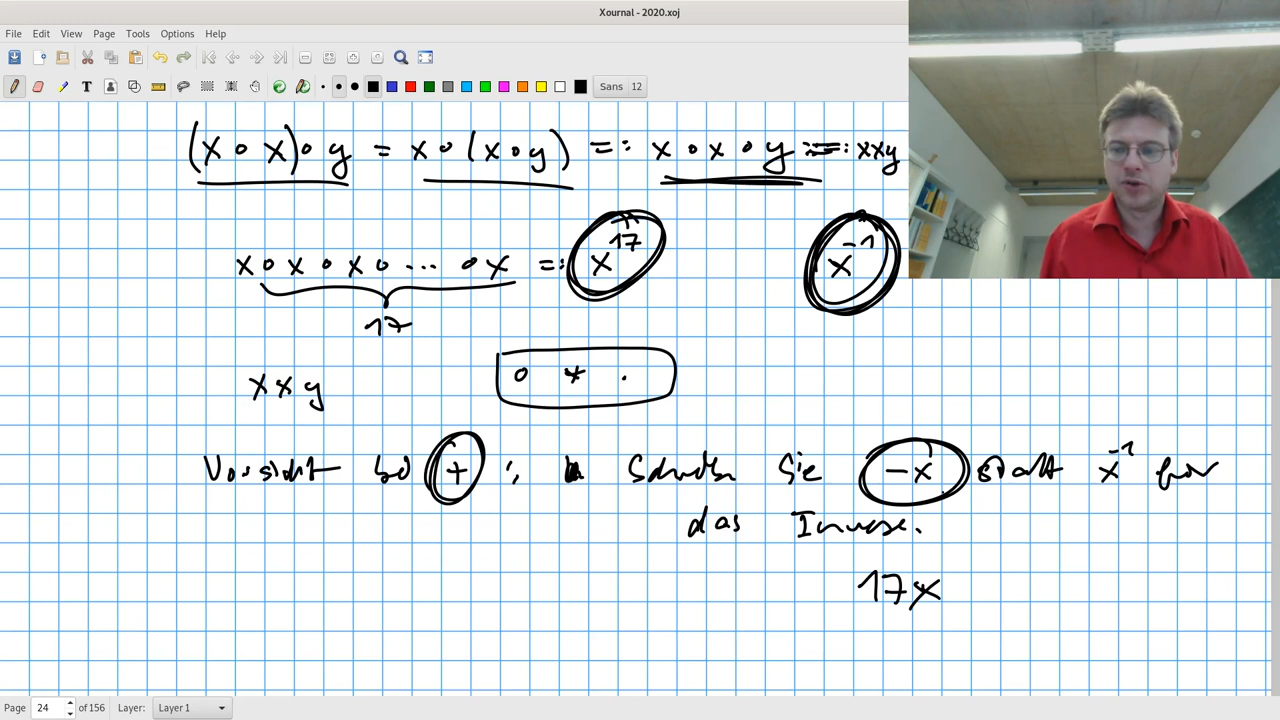 Xournal - 2020.xoj
File Edit View Page Tools Options Help
Sans 12
(x ∘ x) ∘ y = x ∘ (x ∘ y) =: x ∘ x ∘ y =: xxy
x ∘ x ∘ x ∘ ... ∘ x =: x^17 x^-1
17
xxy ∘ * ·
Vorsicht bei + : Schreiben Sie -x statt x^-1 für
das Inverse.
17x
Page 24 of 156 Layer: Layer 1